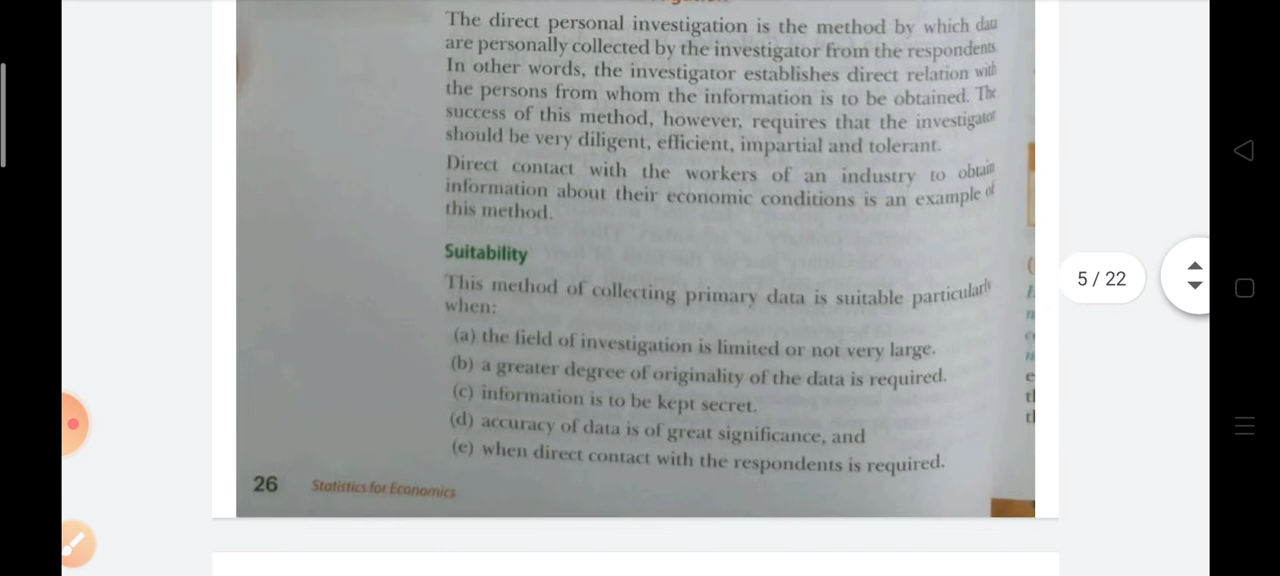 The direct personal investigation is the method by which
are personally collected by the investigator from the respondents.
In other words, the investigator establishes direct relation with
the persons from whom the information is to be obtained. The
success of this method, however, requires that the investigator
should be very diligent, efficient, impartial and tolerant.
Direct contact with the workers of an industry to obtain
information about their economic conditions is an example of
this method.
Suitability
This method of collecting primary data is suitable particularly
when:
(a) the field of investigation is limited or not very large.
(b) a greater degree of originality of the data is required.
(c) information is to be kept secret.
(d) accuracy of data is of great significance, and
(e) when direct contact with the respondents is required.
26 Statistics for Economics
5 / 22